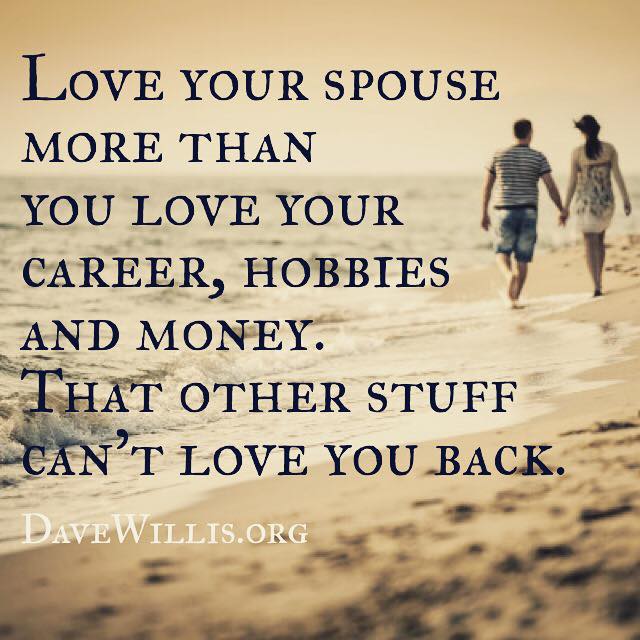 Love your spouse
more than
you love your
career, hobbies
and money.
That other stuff
can't love you back.
DaveWillis.org